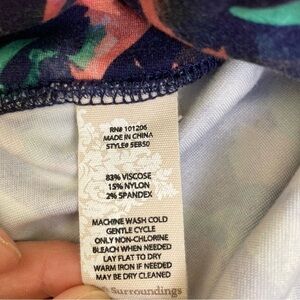 RN# 101206
MADE IN CHINA
STYLE# 5EB50
83% VISCOSE
15% NYLON
2% SPANDEX
MACHINE WASH COLD
GENTLE CYCLE
ONLY NON-CHLORINE
BLEACH WHEN NEEDED
LAY FLAT TO DRY
WARM IRON IF NEEDED
MAY BE DRY CLEANED
Surroundings